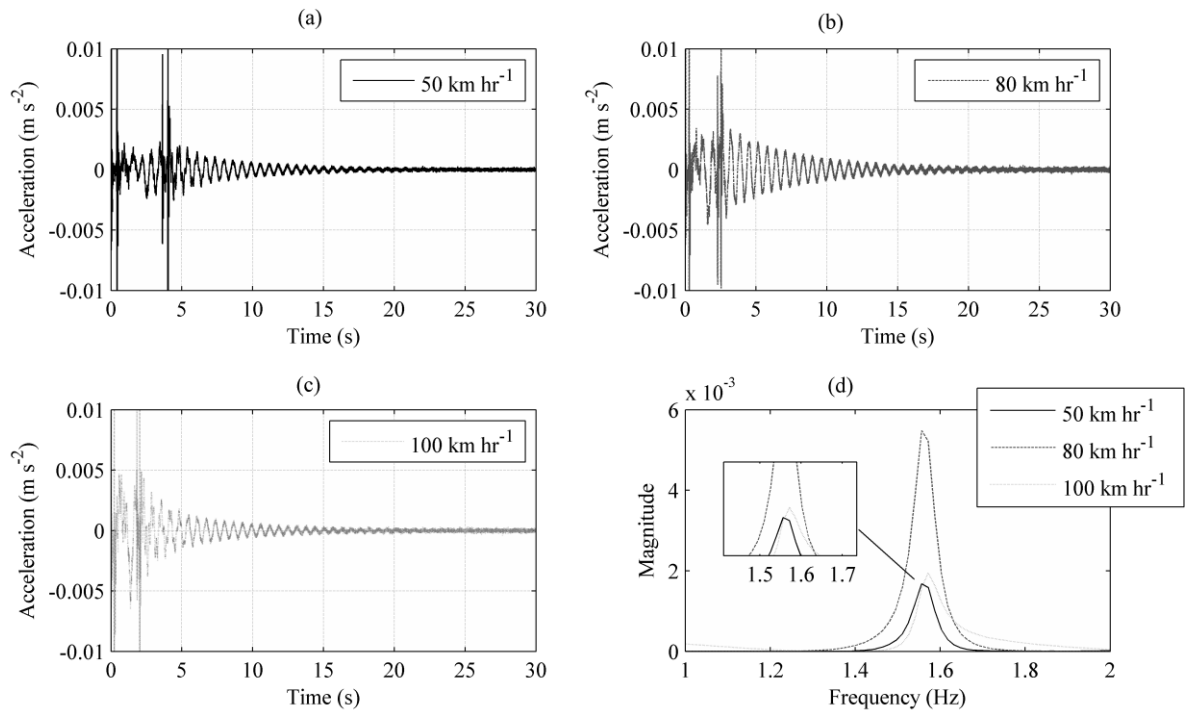 (a)
Acceleration (m s⁻²)
0.01
0.005
0
-0.005
-0.01
50 km hr⁻¹
0 5 10 15 20 25 30
Time (s)
(b)
Acceleration (m s⁻²)
0.01
0.005
0
-0.005
-0.01
80 km hr⁻¹
0 5 10 15 20 25 30
Time (s)
(c)
Acceleration (m s⁻²)
0.01
0.005
0
-0.005
-0.01
100 km hr⁻¹
0 5 10 15 20 25 30
Time (s)
(d)
x 10⁻³
Magnitude
6
4
2
0
50 km hr⁻¹
80 km hr⁻¹
100 km hr⁻¹
1.5 1.6 1.7
1 1.2 1.4 1.6 1.8 2
Frequency (Hz)